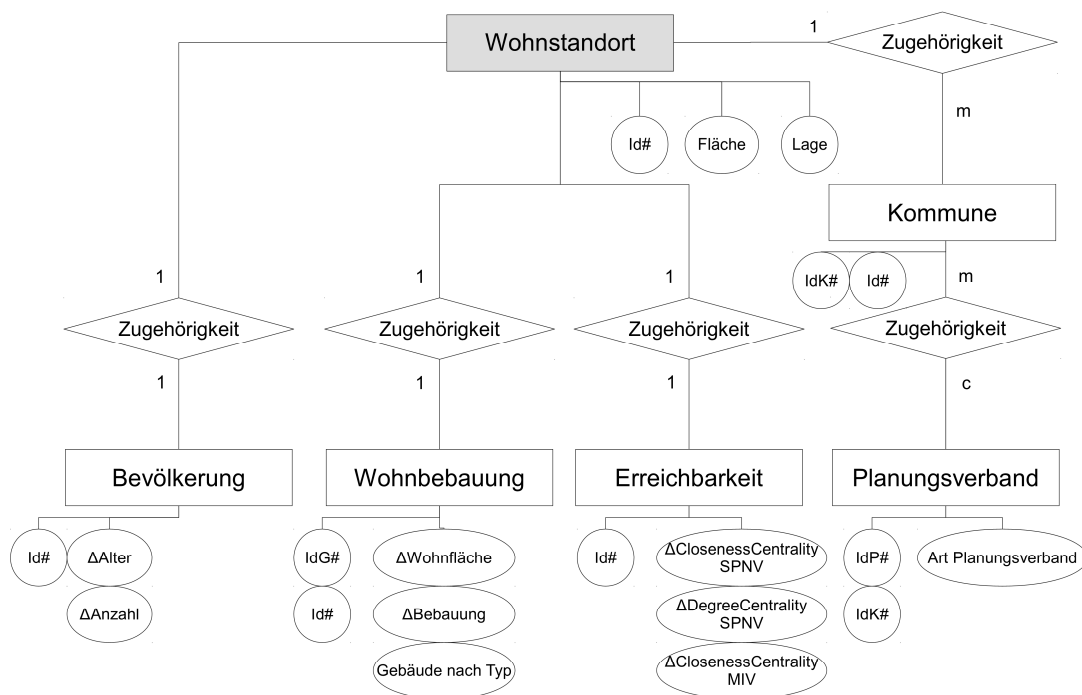 Wohnstandort
1
Zugehörigkeit
m
Id#
Fläche
Lage
Kommune
IdK#
Id#
1
1
1
m
Zugehörigkeit
Zugehörigkeit
Zugehörigkeit
Zugehörigkeit
1
1
1
c
Bevölkerung
Wohnbebauung
Erreichbarkeit
Planungsverband
Id#
ΔAlter
ΔAnzahl
IdG#
Id#
ΔWohnfläche
ΔBebauung
Gebäude nach Typ
Id#
ΔClosenessCentrality
SPNV
ΔDegreeCentrality
SPNV
ΔClosenessCentrality
MIV
IdP#
IdK#
Art Planungsverband